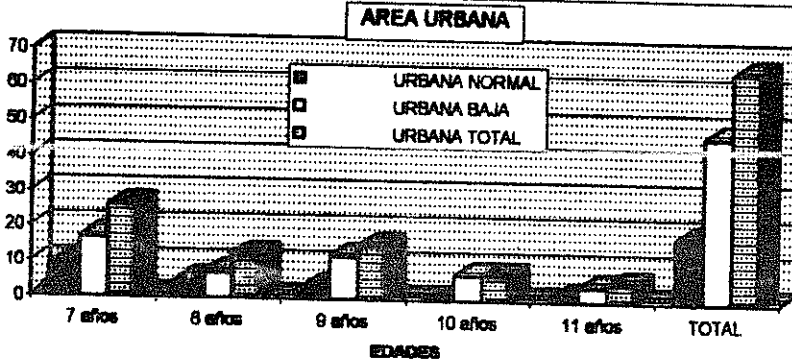 AREA URBANA
70
60
50
40
30
20
10
0
URBANA NORMAL
URBANA BAJA
URBANA TOTAL
7 años
8 años
9 años
10 años
11 años
TOTAL
EDADES